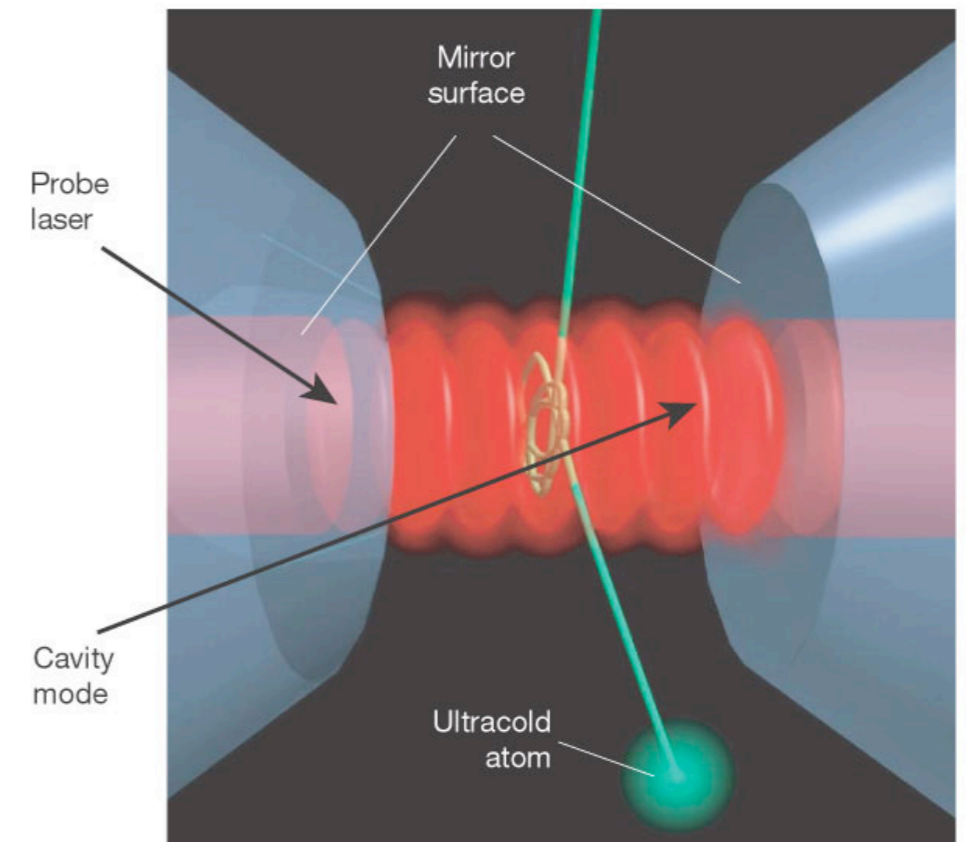 Mirror
surface
Probe
laser
Cavity
mode
Ultracold
atom